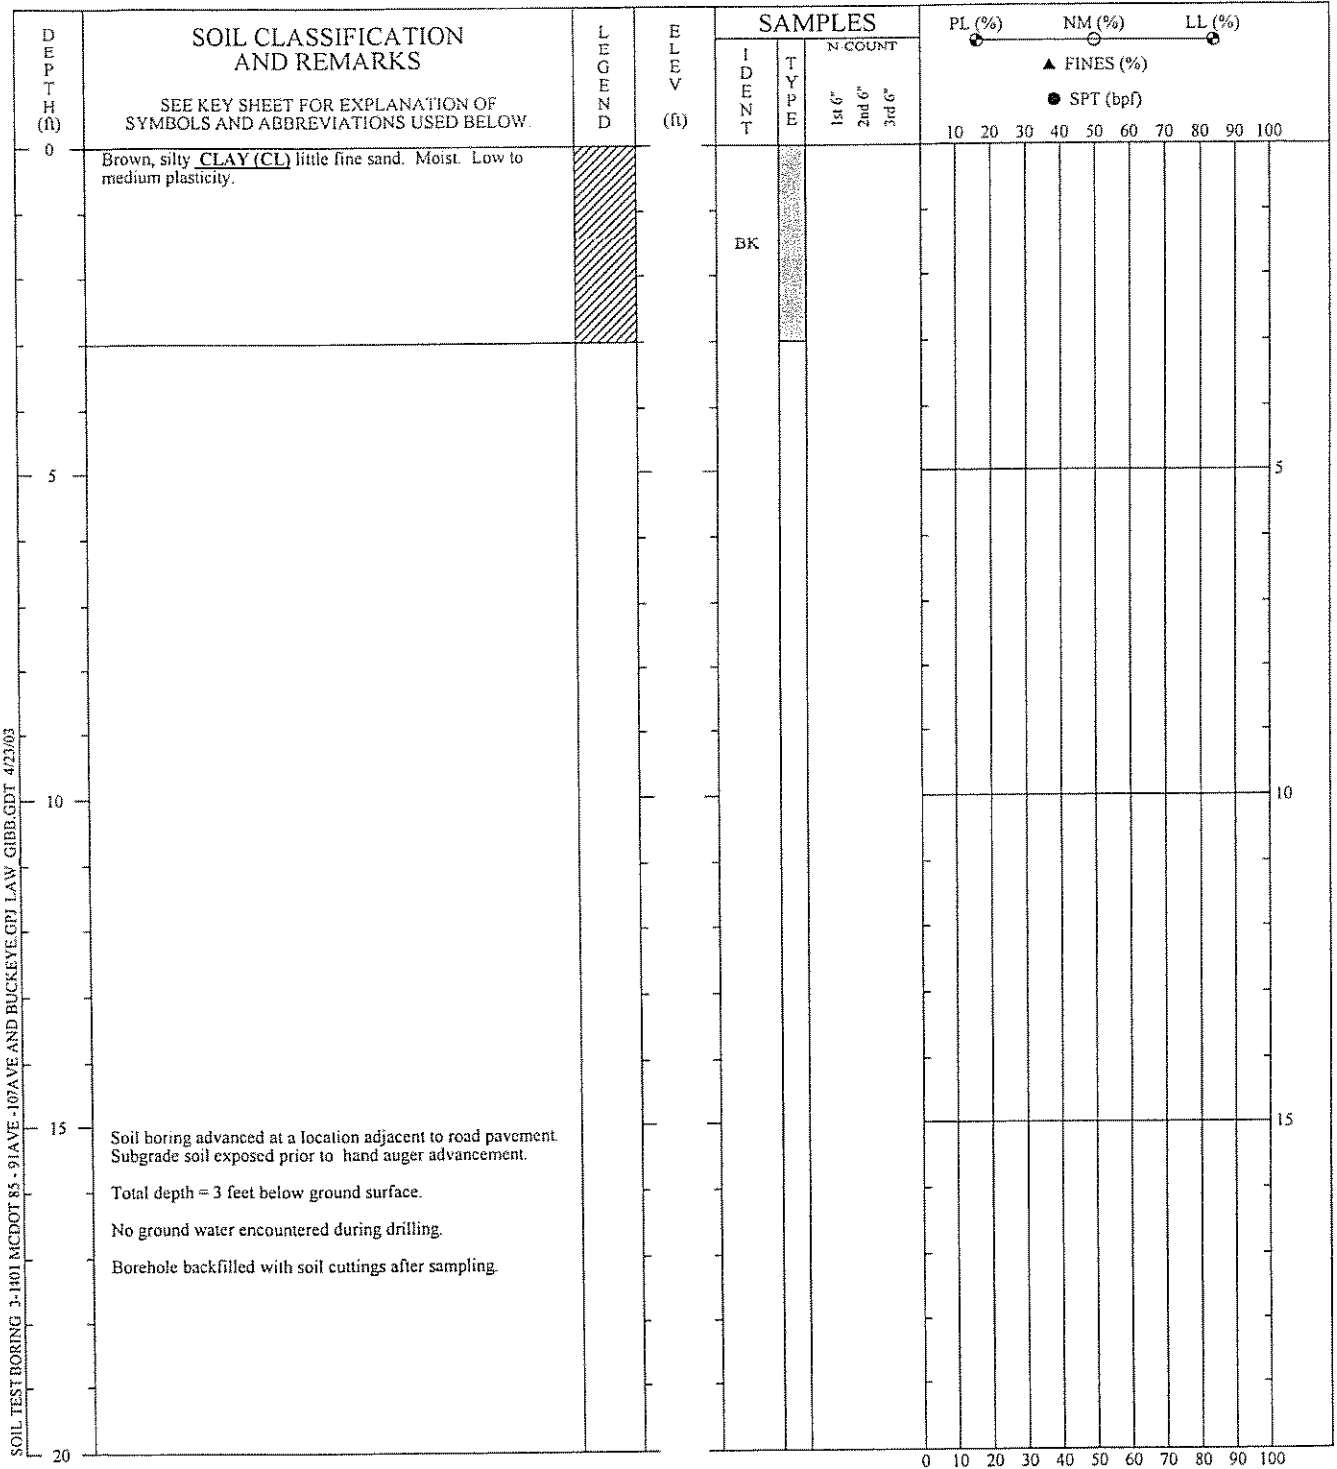 DEPTH (ft)
SOIL CLASSIFICATION
AND REMARKS
SEE KEY SHEET FOR EXPLANATION OF
SYMBOLS AND ABBREVIATIONS USED BELOW.
LEGEND
ELEV (ft)
SAMPLES
IDENT
TYPE
N-COUNT
1st 6"
2nd 6"
3rd 6"
PL (%) NM (%) LL (%)
▲ FINES (%)
● SPT (bpf)
10 20 30 40 50 60 70 80 90 100
0
Brown, silty CLAY (CL) little fine sand. Moist. Low to
medium plasticity.
BK
5
5
10
10
15
15
Soil boring advanced at a location adjacent to road pavement.
Subgrade soil exposed prior to hand auger advancement.
Total depth = 3 feet below ground surface.
No ground water encountered during drilling.
Borehole backfilled with soil cuttings after sampling.
20
0 10 20 30 40 50 60 70 80 90 100
SOIL TEST BORING 3-1401 MCDOT 85 - 91AVE -107AVE AND BUCKEYE.GPJ LAW GIBB.GDT 4/23/03